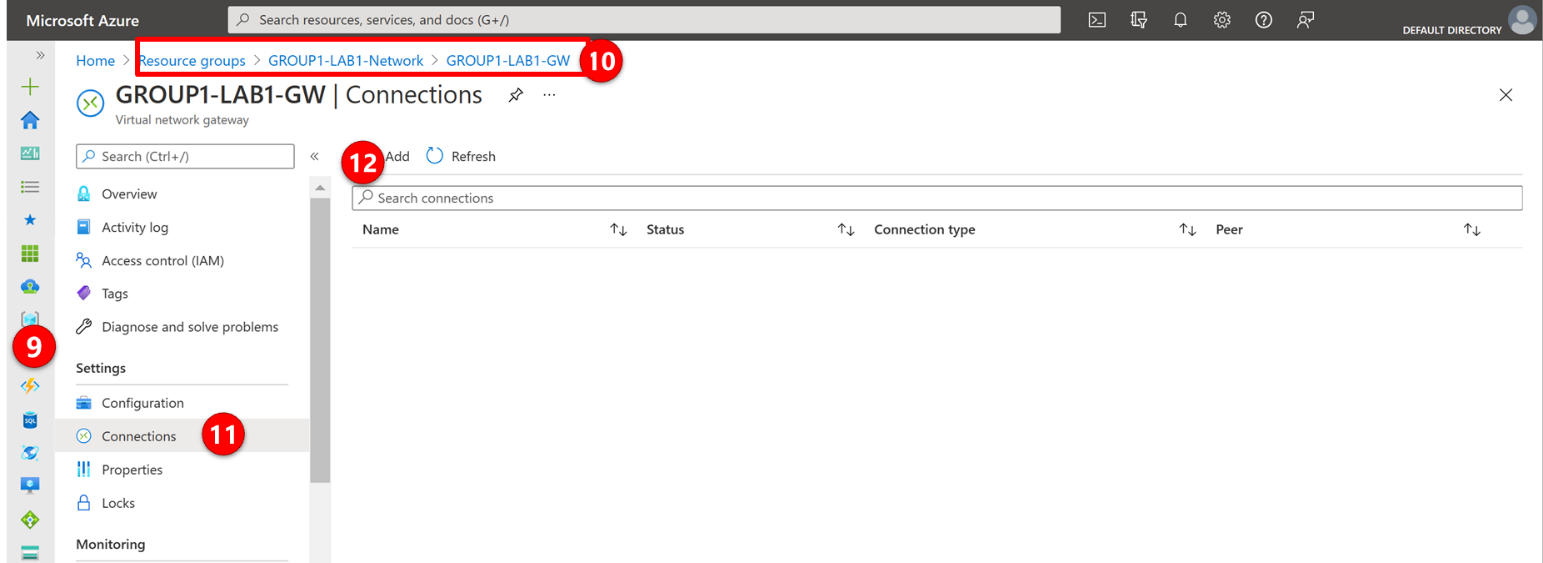 Microsoft Azure
Search resources, services, and docs (G+/)
DEFAULT DIRECTORY
Home > Resource groups > GROUP1-LAB1-Network > GROUP1-LAB1-GW
10
GROUP1-LAB1-GW | Connections
Virtual network gateway
Search (Ctrl+/)
12
Add
Refresh
Search connections
Name
Status
Connection type
Peer
Overview
Activity log
Access control (IAM)
Tags
Diagnose and solve problems
9
Settings
Configuration
SQL
Connections
11
Properties
Locks
Monitoring